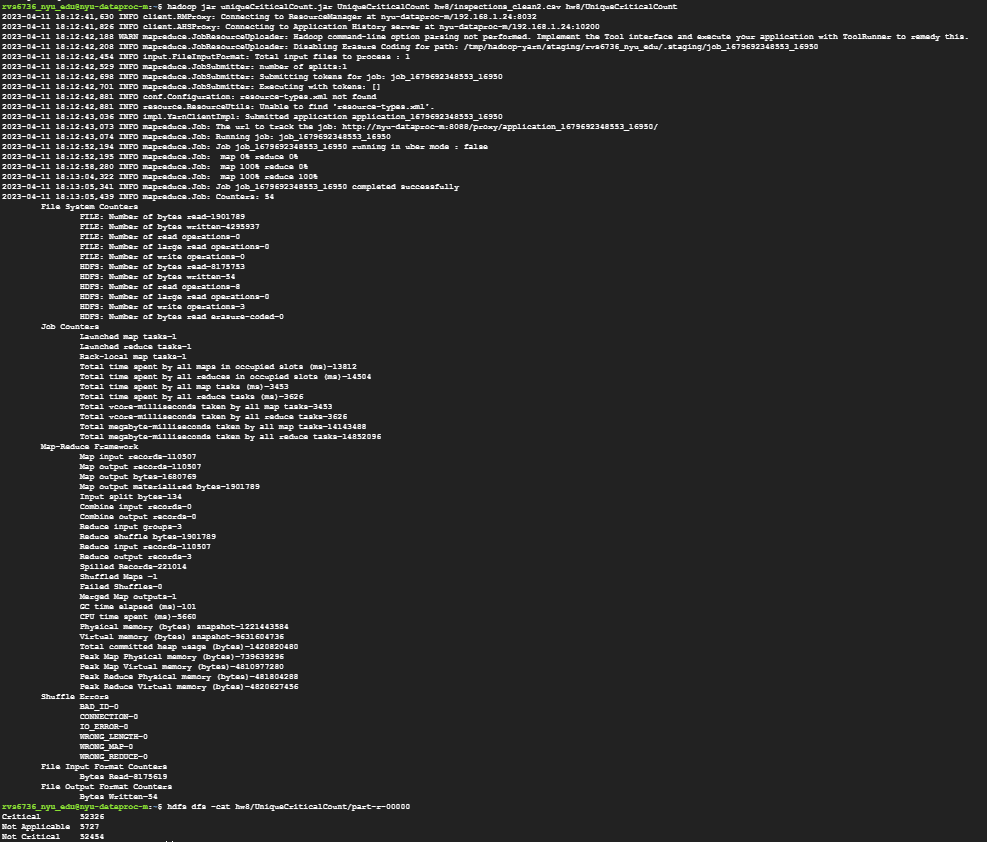 rvs6736_nyu_edu@nyu-dataproc-m:~$ hadoop jar uniqueCriticalCount.jar UniqueCriticalCount hw8/inspections_clean2.csv hw8/UniqueCriticalCount
2023-04-11 18:12:41,630 INFO client.RMProxy: Connecting to ResourceManager at nyu-dataproc-m/192.168.1.24:8032
2023-04-11 18:12:41,826 INFO client.AHSProxy: Connecting to Application History server at nyu-dataproc-m/192.168.1.24:10200
2023-04-11 18:12:42,188 WARN mapreduce.JobResourceUploader: Hadoop command-line option parsing not performed. Implement the Tool interface and execute your application with ToolRunner to remedy this.
2023-04-11 18:12:42,208 INFO mapreduce.JobResourceUploader: Disabling Erasure Coding for path: /tmp/hadoop-yarn/staging/rvs6736_nyu_edu/.staging/job_1679692348553_16950
2023-04-11 18:12:42,454 INFO input.FileInputFormat: Total input files to process : 1
2023-04-11 18:12:42,529 INFO mapreduce.JobSubmitter: number of splits:1
2023-04-11 18:12:42,698 INFO mapreduce.JobSubmitter: Submitting tokens for job: job_1679692348553_16950
2023-04-11 18:12:42,701 INFO mapreduce.JobSubmitter: Executing with tokens: []
2023-04-11 18:12:42,881 INFO conf.Configuration: resource-types.xml not found
2023-04-11 18:12:42,881 INFO resource.ResourceUtils: Unable to find 'resource-types.xml'.
2023-04-11 18:12:43,036 INFO impl.YarnClientImpl: Submitted application application_1679692348553_16950
2023-04-11 18:12:43,073 INFO mapreduce.Job: The url to track the job: http://nyu-dataproc-m:8088/proxy/application_1679692348553_16950/
2023-04-11 18:12:43,074 INFO mapreduce.Job: Running job: job_1679692348553_16950
2023-04-11 18:12:52,194 INFO mapreduce.Job: Job job_1679692348553_16950 running in uber mode : false
2023-04-11 18:12:52,195 INFO mapreduce.Job:  map 0% reduce 0%
2023-04-11 18:12:58,280 INFO mapreduce.Job:  map 100% reduce 0%
2023-04-11 18:13:04,322 INFO mapreduce.Job:  map 100% reduce 100%
2023-04-11 18:13:05,341 INFO mapreduce.Job: Job job_1679692348553_16950 completed successfully
2023-04-11 18:13:05,439 INFO mapreduce.Job: Counters: 54
File System Counters
FILE: Number of bytes read=1901789
FILE: Number of bytes written=4295937
FILE: Number of read operations=0
FILE: Number of large read operations=0
FILE: Number of write operations=0
HDFS: Number of bytes read=8175753
HDFS: Number of bytes written=54
HDFS: Number of read operations=8
HDFS: Number of large read operations=0
HDFS: Number of write operations=3
HDFS: Number of bytes read erasure-coded=0
Job Counters
Launched map tasks=1
Launched reduce tasks=1
Rack-local map tasks=1
Total time spent by all maps in occupied slots (ms)=13812
Total time spent by all reduces in occupied slots (ms)=14504
Total time spent by all map tasks (ms)=3453
Total time spent by all reduce tasks (ms)=3626
Total vcore-milliseconds taken by all map tasks=3453
Total vcore-milliseconds taken by all reduce tasks=3626
Total megabyte-milliseconds taken by all map tasks=14143488
Total megabyte-milliseconds taken by all reduce tasks=14852096
Map-Reduce Framework
Map input records=110507
Map output records=110507
Map output bytes=1680769
Map output materialized bytes=1901789
Input split bytes=134
Combine input records=0
Combine output records=0
Reduce input groups=3
Reduce shuffle bytes=1901789
Reduce input records=110507
Reduce output records=3
Spilled Records=221014
Shuffled Maps =1
Failed Shuffles=0
Merged Map outputs=1
GC time elapsed (ms)=101
CPU time spent (ms)=5660
Physical memory (bytes) snapshot=1221443584
Virtual memory (bytes) snapshot=9631604736
Total committed heap usage (bytes)=1420820480
Peak Map Physical memory (bytes)=739639296
Peak Map Virtual memory (bytes)=4810977280
Peak Reduce Physical memory (bytes)=481804288
Peak Reduce Virtual memory (bytes)=4820627456
Shuffle Errors
BAD_ID=0
CONNECTION=0
IO_ERROR=0
WRONG_LENGTH=0
WRONG_MAP=0
WRONG_REDUCE=0
File Input Format Counters
Bytes Read=8175619
File Output Format Counters
Bytes Written=54
rvs6736_nyu_edu@nyu-dataproc-m:~$ hdfs dfs -cat hw8/UniqueCriticalCount/part-r-00000
Critical 52326
Not Applicable 5727
Not Critical 52454